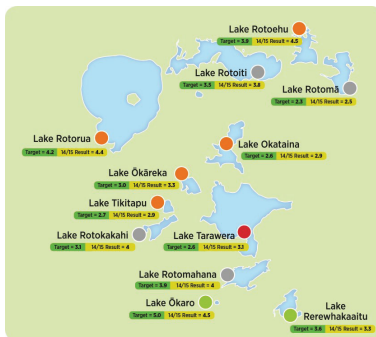 Lake Rotoehu
Target = 3.9 14/15 Result = 4.5
Lake Rotoiti
Target = 3.5 14/15 Result = 3.8
Lake Rotomā
Target = 2.3 14/15 Result = 2.5
Lake Rotorua
Target = 4.2 14/15 Result = 4.4
Lake Okataina
Target = 2.6 14/15 Result = 2.9
Lake Ōkāreka
Target = 3.0 14/15 Result = 3.3
Lake Tikitapu
Target = 2.7 14/15 Result = 2.9
Lake Rotokakahi
Target = 3.1 14/15 Result = 4
Lake Tarawera
Target = 2.6 14/15 Result = 3.1
Lake Rotomahana
Target = 3.9 14/15 Result = 4
Lake Ōkaro
Target = 5.0 14/15 Result = 4.5
Lake
Rerewhakaaitu
Target = 3.6 14/15 Result = 3.3